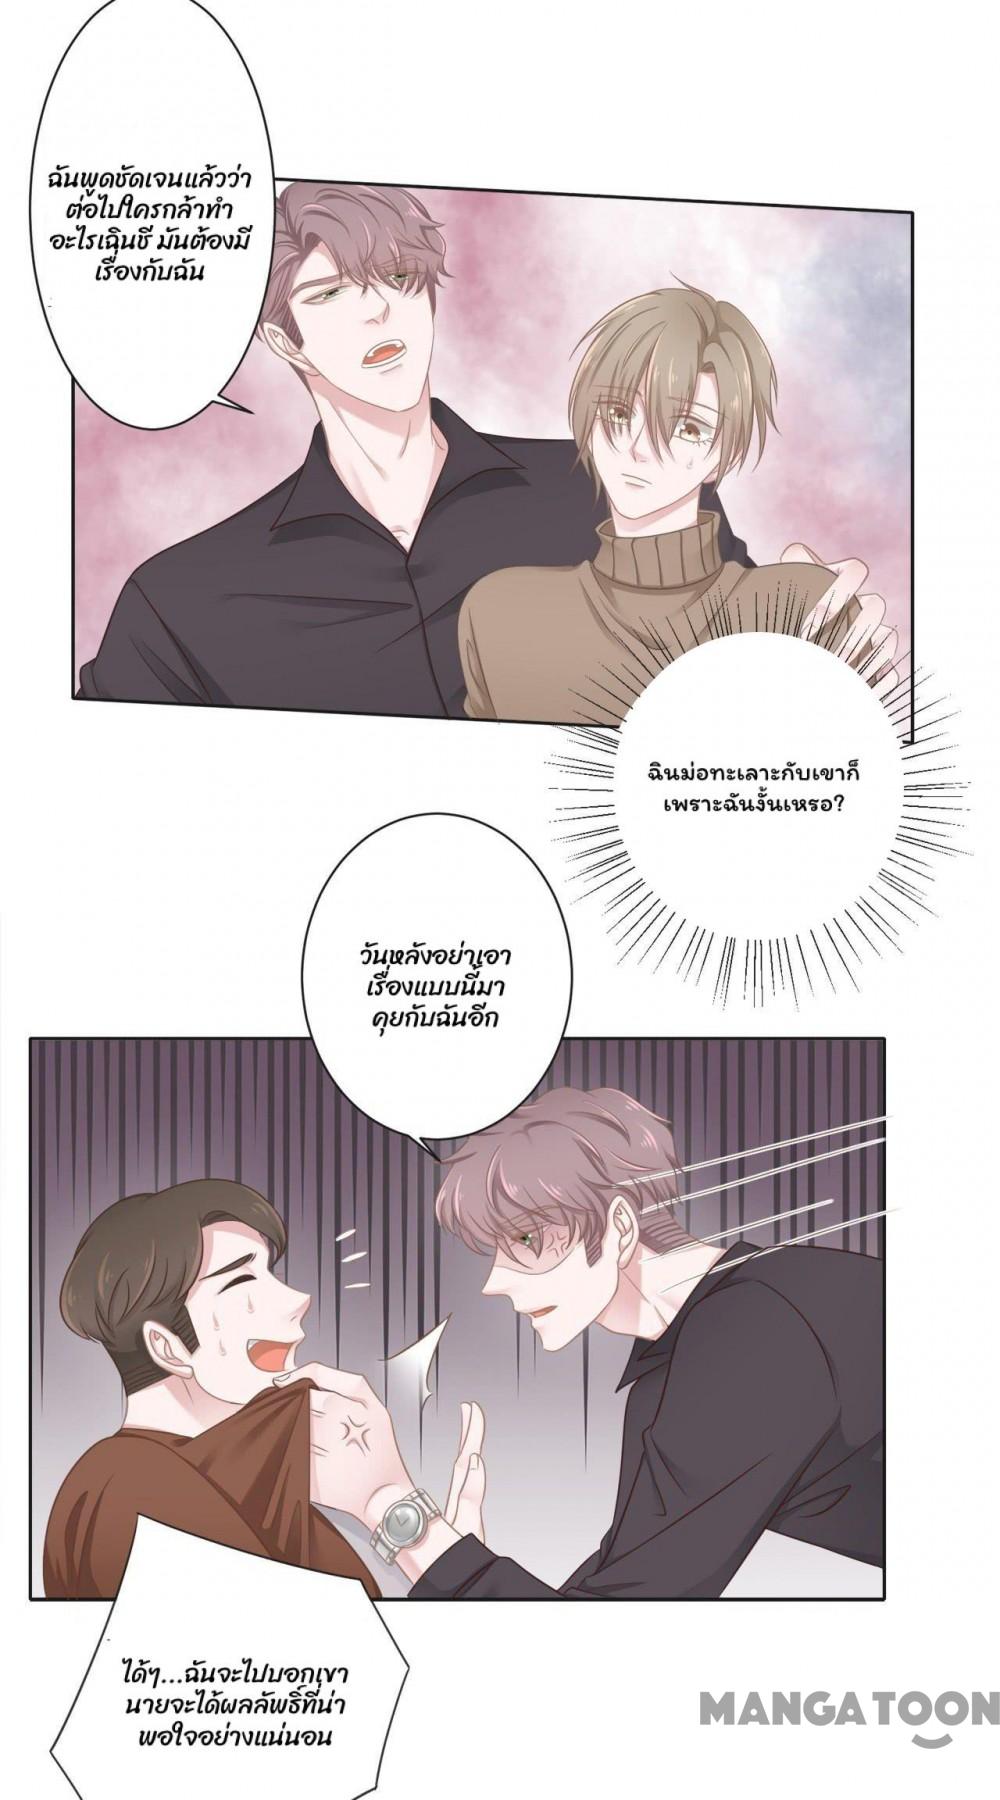 ฉันพูดชัดเจนแล้วว่า
ต่อไปใครกล้าทำ
อะไรเฉินชี มันต้องมี
เรื่องกับฉัน
ฉินม่อทะเลาะกับเขาก็
เพราะฉันงั้นเหรอ?
วันหลังอย่าเอา
เรื่องแบบนี้มา
คุยกับฉันอีก
ได้ๆ...ฉันจะไปบอกเขา
นายจะได้ผลลัพธ์ที่น่า
พอใจอย่างแน่นอน
MANGATOON